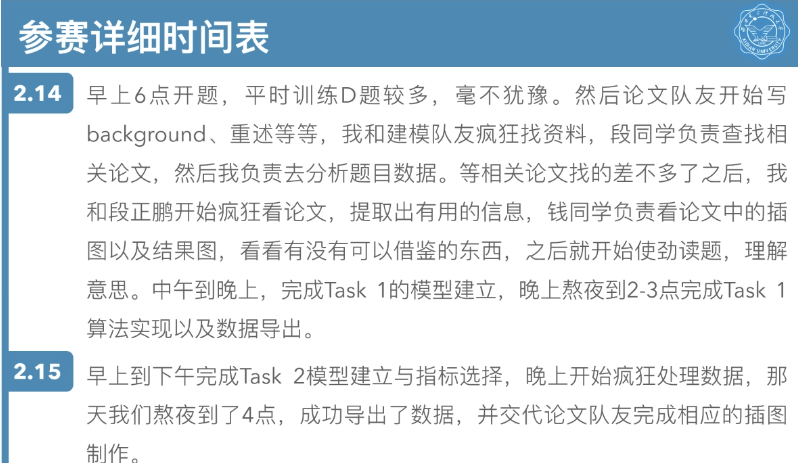 参赛详细时间表
2.14
早上6点开题，平时训练D题较多，毫不犹豫。然后论文队友开始写
background、重述等等，我和建模队友疯狂找资料，段同学负责查找相
关论文，然后我负责去分析题目数据。等相关论文找的差不多了之后，我
和段正鹏开始疯狂看论文，提取出有用的信息，钱同学负责看论文中的插
图以及结果图，看看有没有可以借鉴的东西，之后就开始使劲读题，理解
意思。中午到晚上，完成Task 1的模型建立，晚上熬夜到2-3点完成Task 1
算法实现以及数据导出。
2.15
早上到下午完成Task 2模型建立与指标选择，晚上开始疯狂处理数据，那
天我们熬夜到了4点，成功导出了数据，并交代论文队友完成相应的插图
制作。